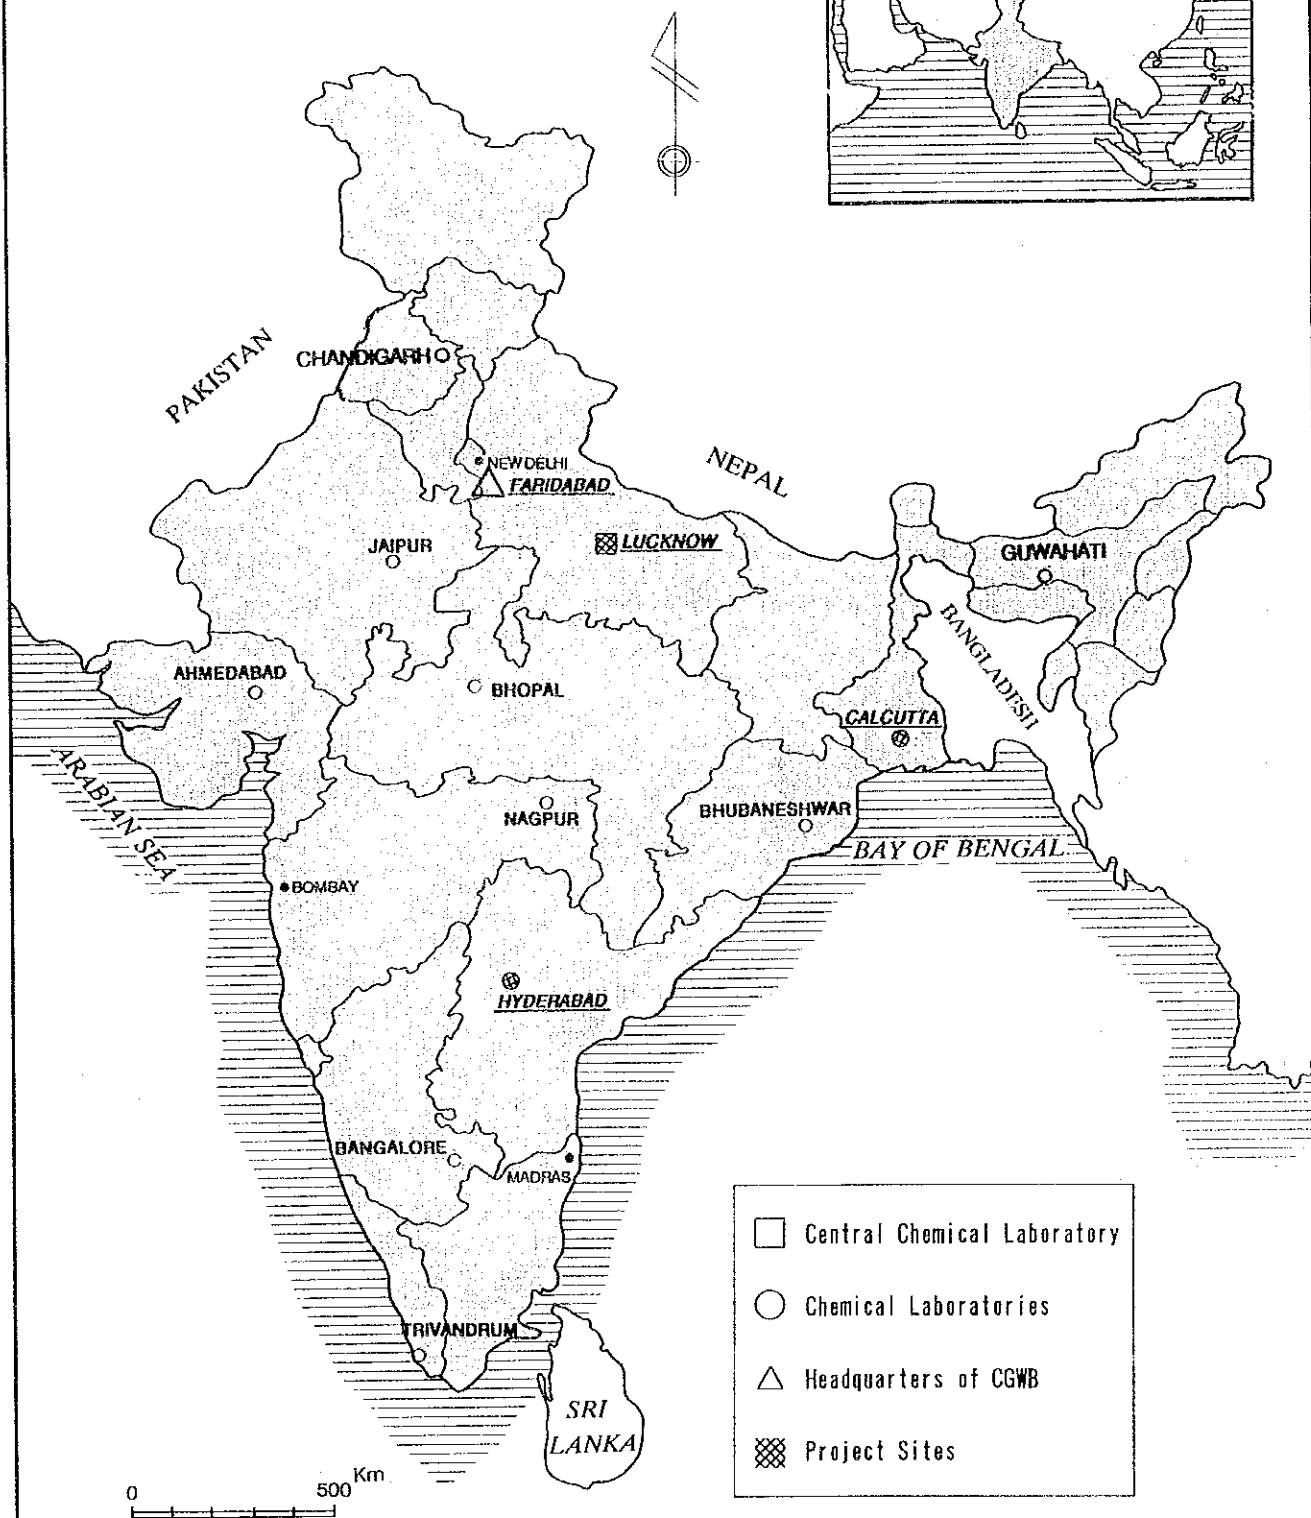 CHANDIGARH
PAKISTAN
NEW DELHI
FARIDABAD
NEPAL
JAIPUR
LUCKNOW
GUWAHATI
BANGLADESH
AHMEDABAD
BHOPAL
CALCUTTA
ARABIAN SEA
NAGPUR
BHUBANESHWAR
BAY OF BENGAL
BOMBAY
HYDERABAD
BANGALORE
MADRAS
TRIVANDRUM
SRI
LANKA
Central Chemical Laboratory
Chemical Laboratories
Headquarters of CGWB
Project Sites
0 500 Km